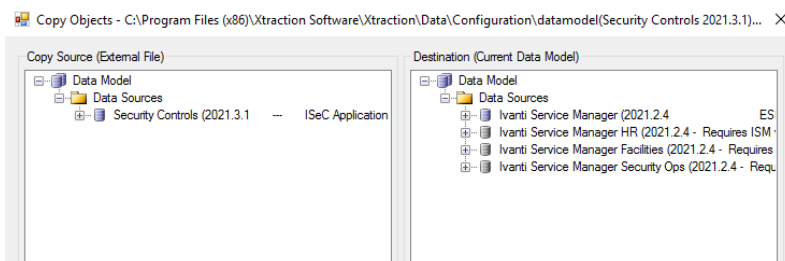 Copy Objects - C:\Program Files (x86)\Xtraction Software\Xtraction\Data\Configuration\datamodel(Security Controls 2021.3.1)...
Copy Source (External File)
Data Model
Data Sources
Security Controls (2021.3.1 --- ISeC Application
Destination (Current Data Model)
Data Model
Data Sources
Ivanti Service Manager (2021.2.4 ES
Ivanti Service Manager HR (2021.2.4 - Requires ISM
Ivanti Service Manager Facilities (2021.2.4 - Requires
Ivanti Service Manager Security Ops (2021.2.4 - Requ